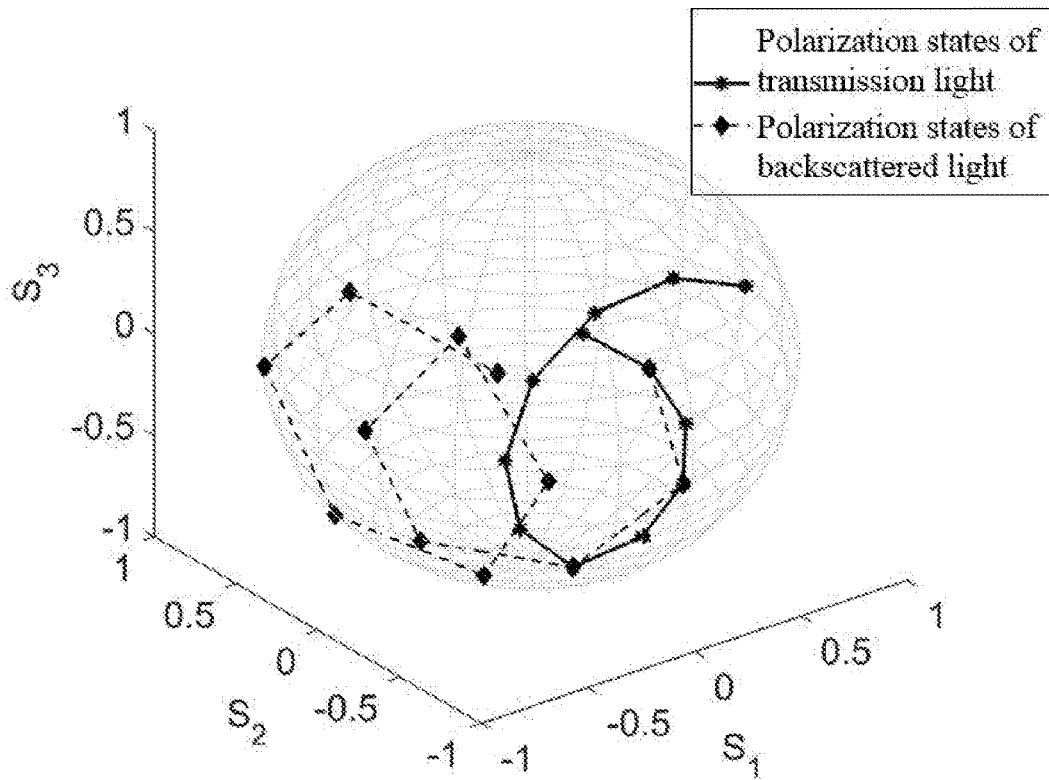 Polarization states of
transmission light
Polarization states of
backscattered light
1
0.5
0
-0.5
-1
S3
1
0.5
0
-0.5
-1
S2
-1
-0.5
0
0.5
1
S1